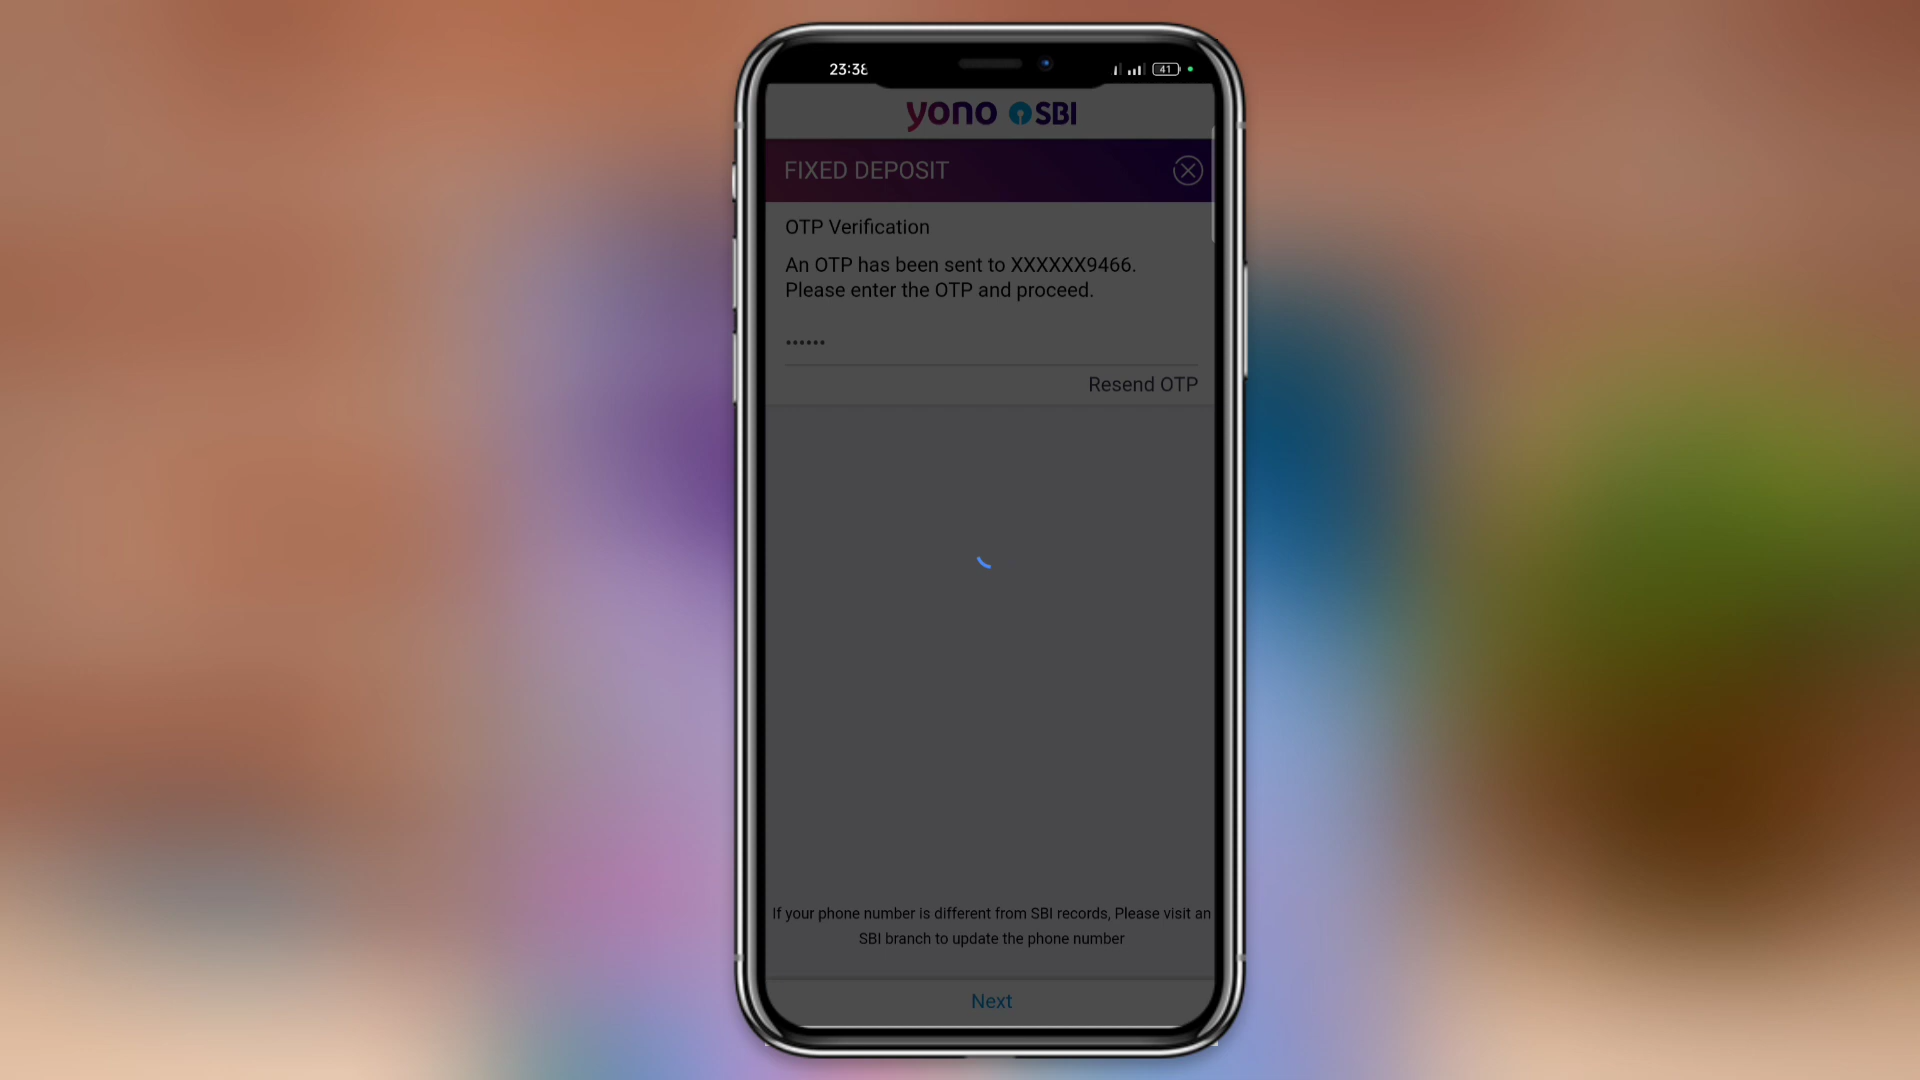 23:38
41
yono SBI
FIXED DEPOSIT
OTP Verification
An OTP has been sent to XXXXXX9466.
Please enter the OTP and proceed.
••••••
Resend OTP
If your phone number is different from SBI records, Please visit an
SBI branch to update the phone number
Next